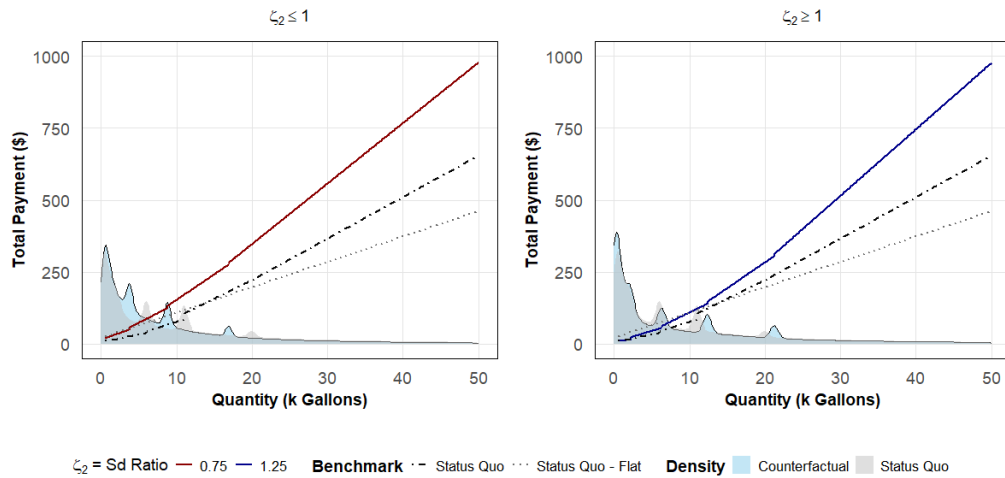 ζ₂ ≤ 1
ζ₂ ≥ 1
Total Payment ($)
1000
750
500
250
0
0 10 20 30 40 50
Quantity (k Gallons)
Total Payment ($)
1000
750
500
250
0
0 10 20 30 40 50
Quantity (k Gallons)
ζ₂ = Sd Ratio 0.75 1.25 Benchmark Status Quo Status Quo - Flat Density Counterfactual Status Quo